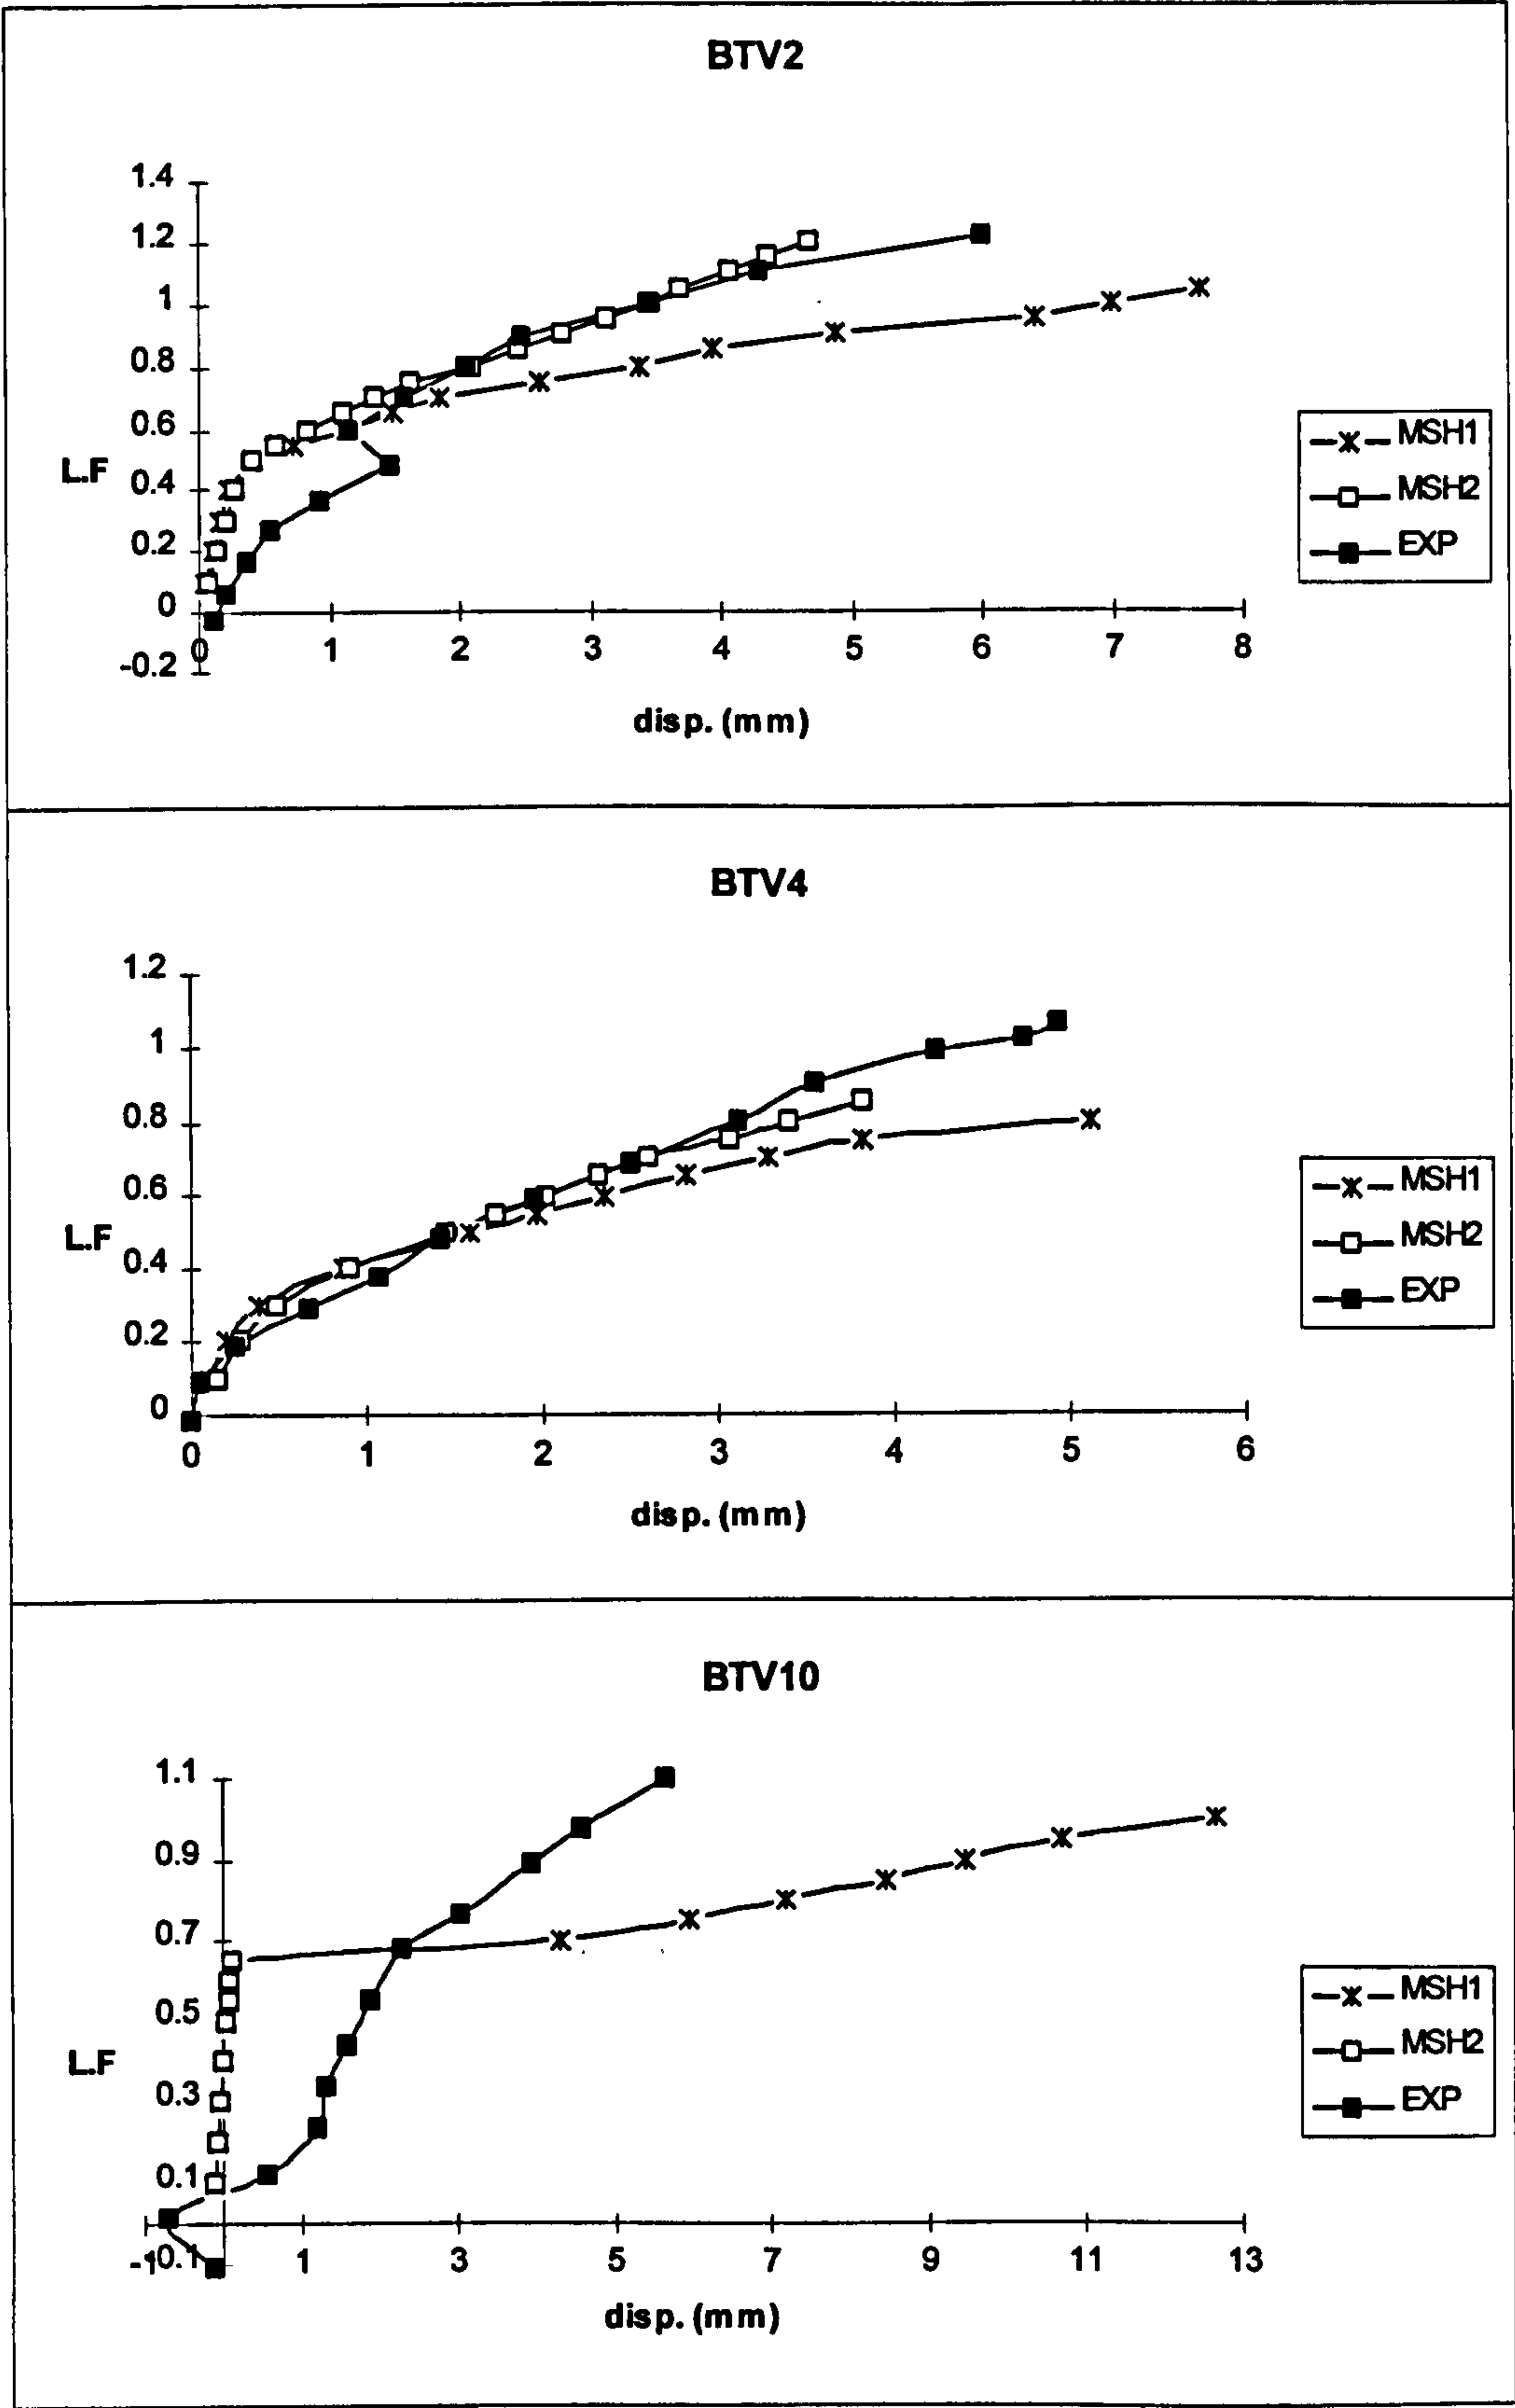 BTV2
1.4
1.2
1
0.8
0.6
L.F
0.4
0.2
0
-0.2
0 1 2 3 4 5 6 7 8
disp. (mm)
MSH1
MSH2
EXP
BTV4
1.2
1
0.8
0.6
L.F
0.4
0.2
0
0 1 2 3 4 5 6
disp. (mm)
MSH1
MSH2
EXP
BTV10
1.1
0.9
0.7
0.5
L.F
0.3
0.1
-0.1
-1 1 3 5 7 9 11 13
disp. (mm)
MSH1
MSH2
EXP